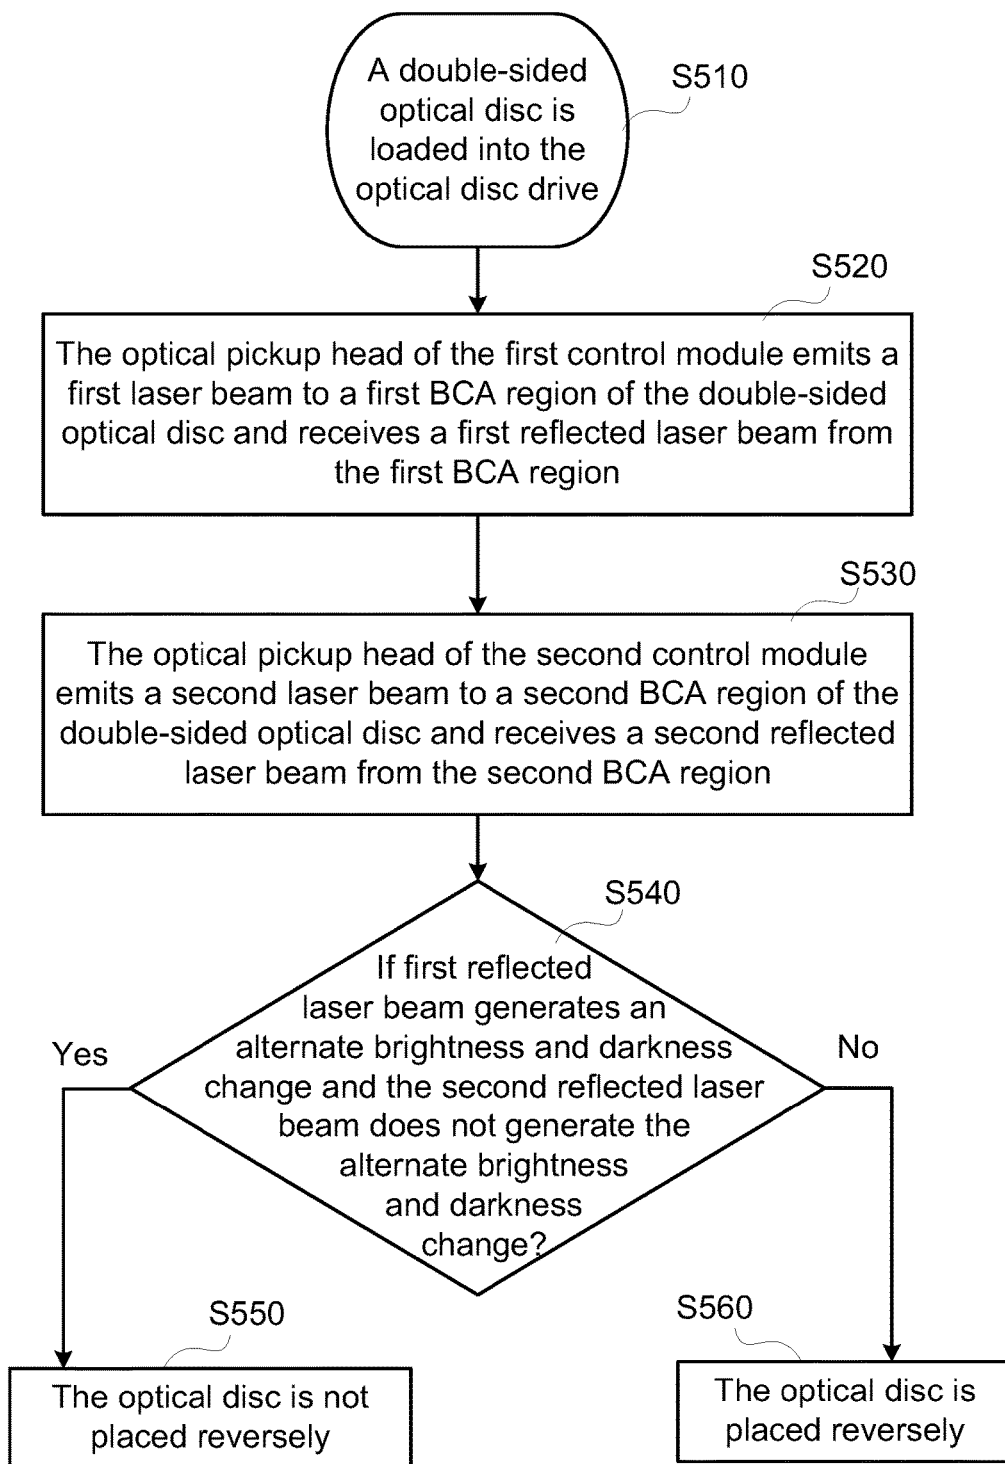 A double-sided
optical disc is
loaded into the
optical disc drive
S510
S520
The optical pickup head of the first control module emits a
first laser beam to a first BCA region of the double-sided
optical disc and receives a first reflected laser beam from
the first BCA region
S530
The optical pickup head of the second control module
emits a second laser beam to a second BCA region of the
double-sided optical disc and receives a second reflected
laser beam from the second BCA region
S540
If first reflected
laser beam generates an
alternate brightness and darkness
change and the second reflected laser
beam does not generate the
alternate brightness
and darkness
change?
Yes
No
S550
The optical disc is not
placed reversely
S560
The optical disc is
placed reversely